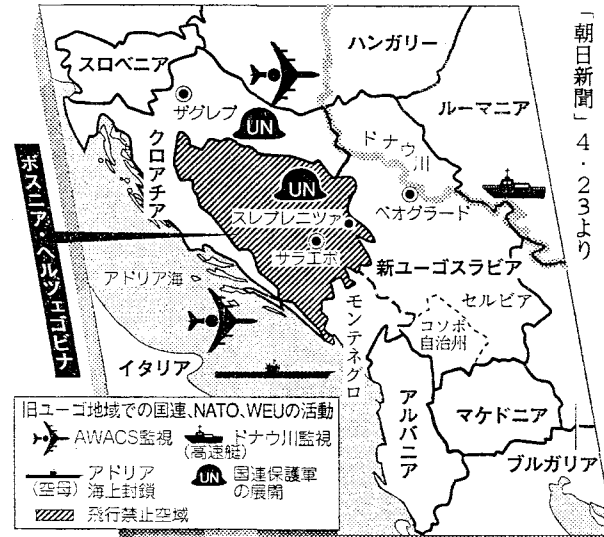 「朝日新聞」4・23より
ハンガリー
スロベニア
ルーマニア
ザグレブ
UN
ドナウ川
クロアチア
UN
ベオグラード
スレブレニツァ
ボスニア・ヘルツェゴビナ
サラエボ
新ユーゴスラビア
アドリア海
モンテネグロ
セルビア
コソボ
自治州
イタリア
アルバニア
マケドニア
ブルガリア
旧ユーゴ地域での国連、NATO、WEUの活動
AWACS監視
ドナウ川監視
(高速艇)
アドリア
(空母)海上封鎖
UN
国連保護軍
の展開
飛行禁止空域